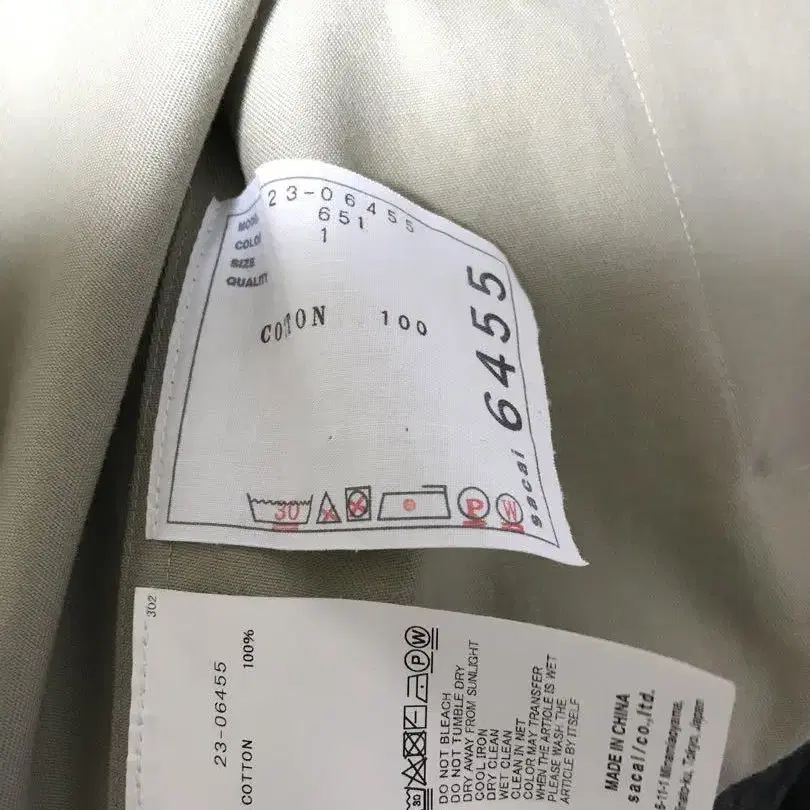 MODEL 23-06455
COLOR 651
SIZE 1
QUALITY
COTTON 100
sacai 6455
30
P
W
302
23-06455
COTTON 100%
30
P
W
DO NOT BLEACH
DO NOT TUMBLE DRY
DRY AWAY FROM SUNLIGHT
COOL IRON
DRY CLEAN
WET CLEAN
CLEAN IN NET
COLOR MAY TRANSFER
WHEN THE ARTICLE IS WET
PLEASE WASH THE
ARTICLE BY ITSELF
MADE IN CHINA
sacai/co.,ltd.
5-11-1 Minamiaoyama,
Minato-ku, Tokyo, Japan